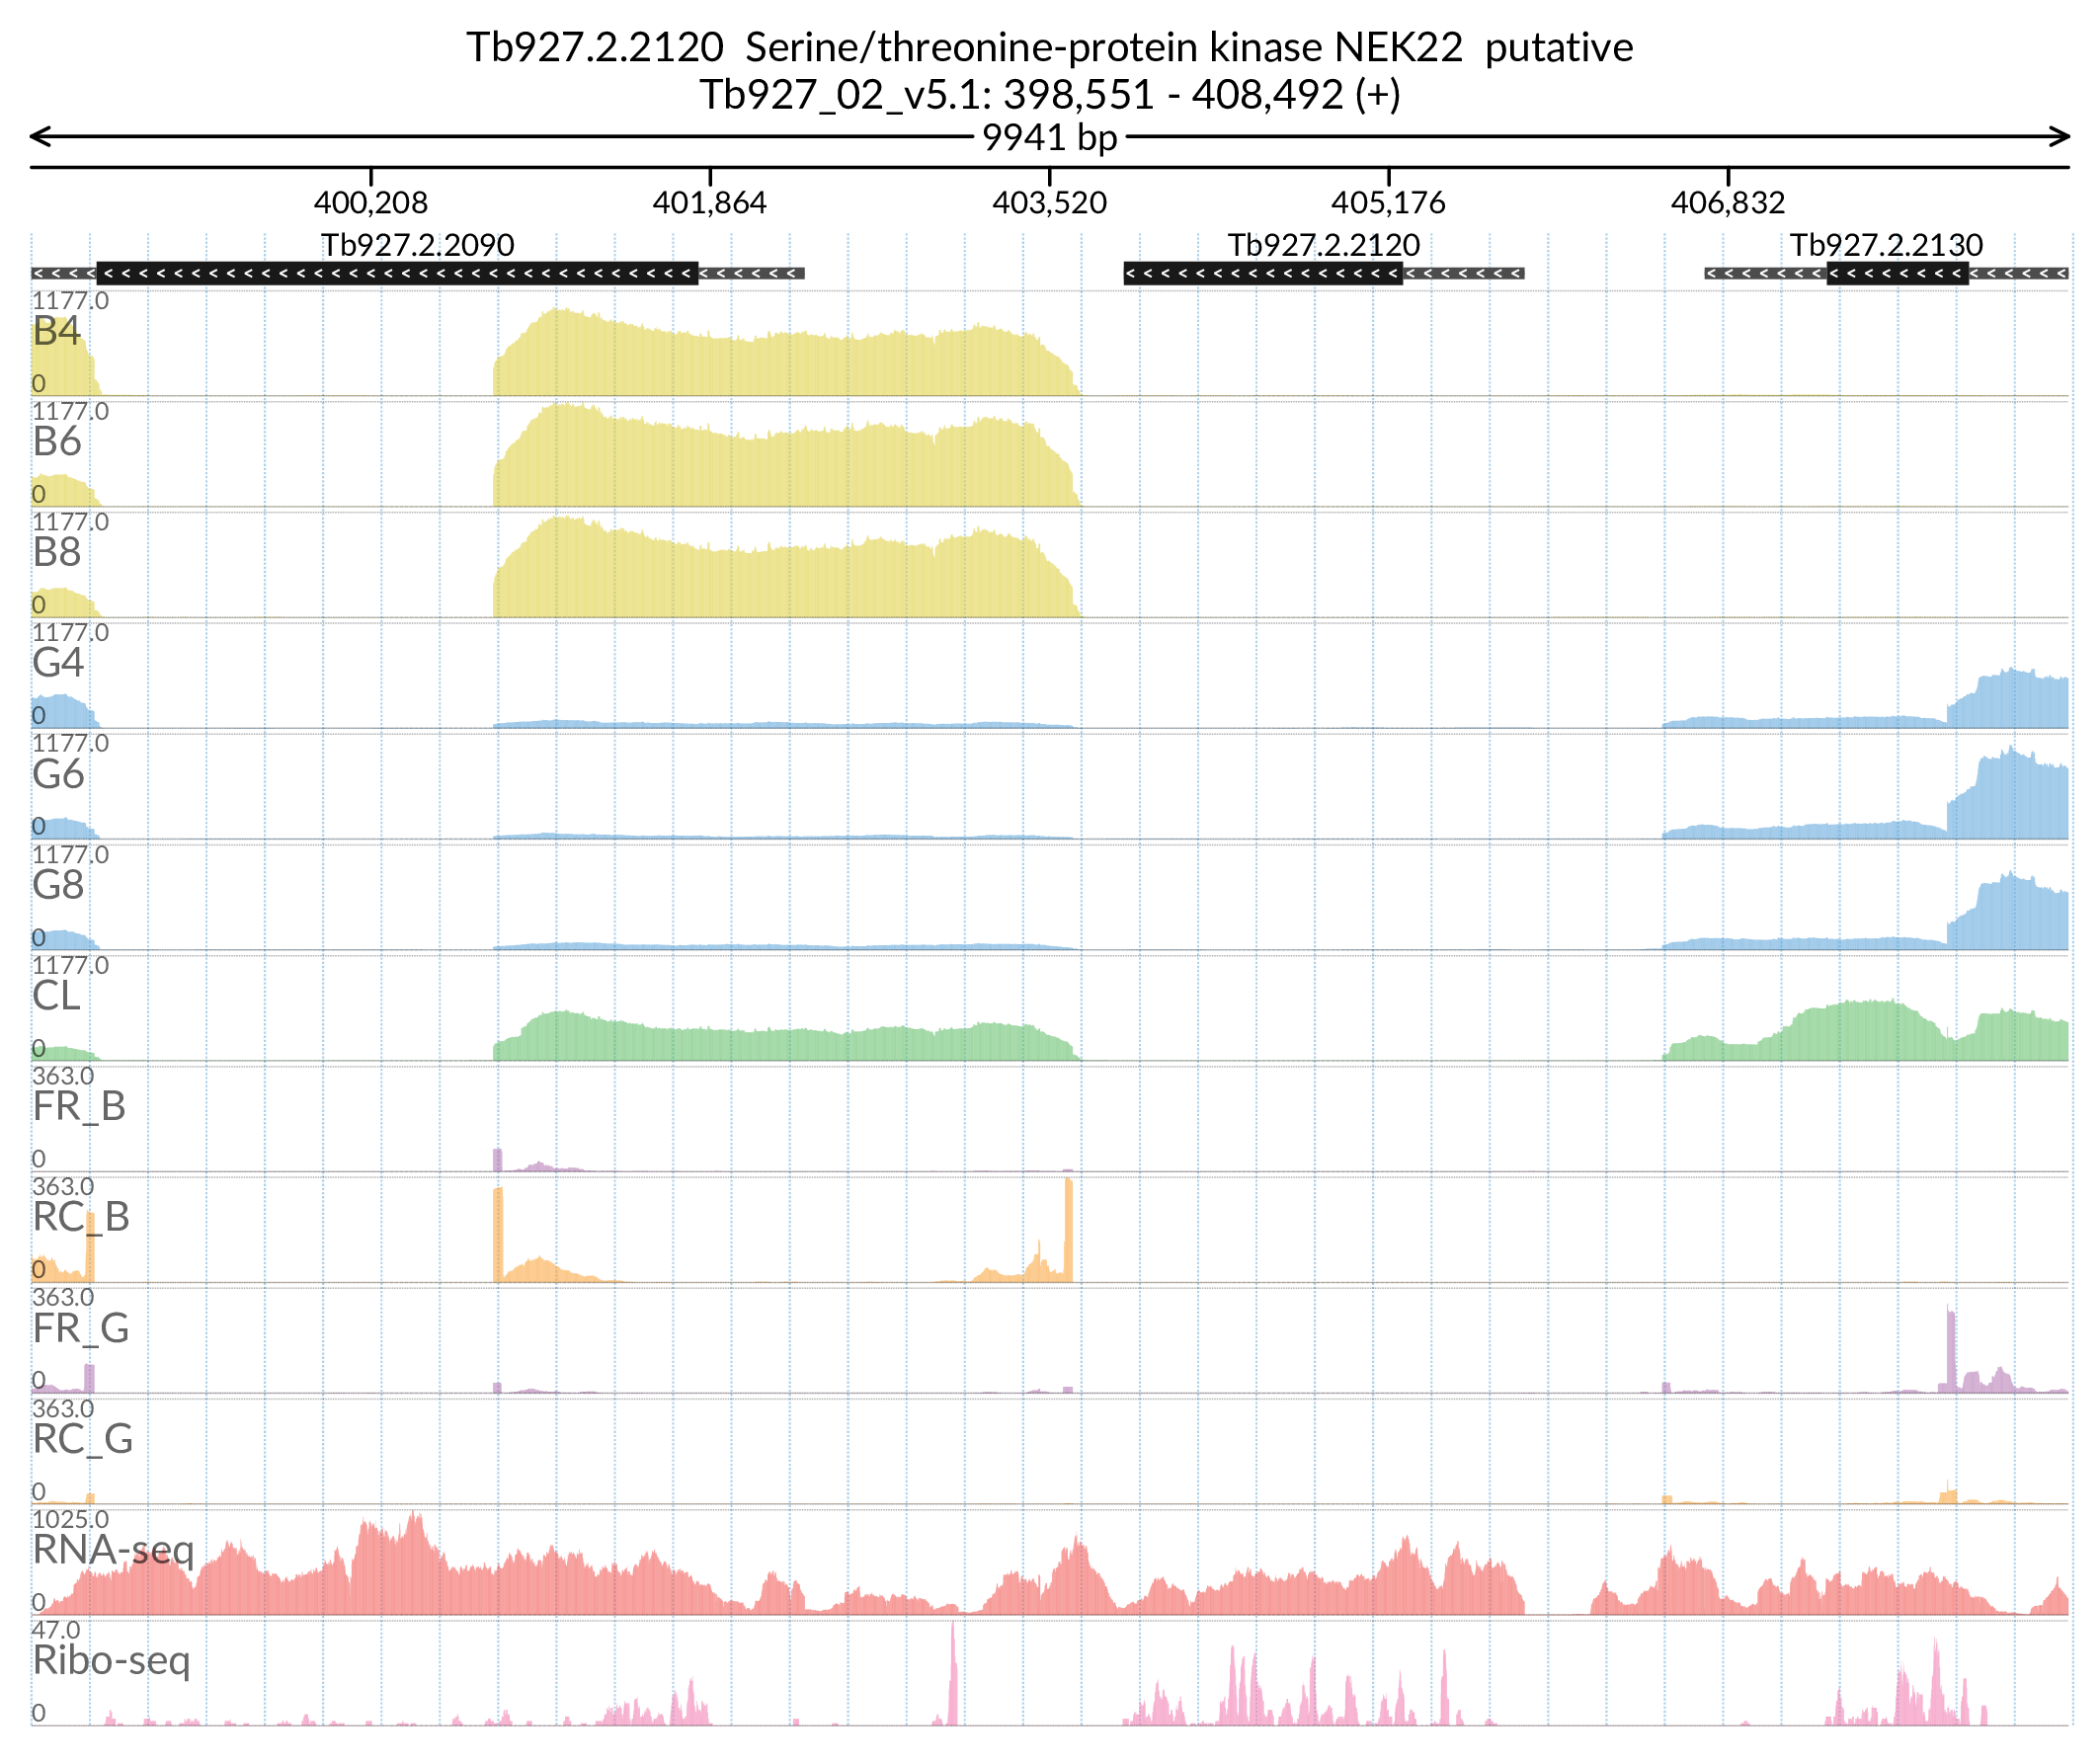 Tb927.2.2120  Serine/threonine-protein kinase NEK22  putative
Tb927_02_v5.1: 398,551 - 408,492 (+)
9941 bp
400,208 401,864 403,520 405,176 406,832
Tb927.2.2090 Tb927.2.2120 Tb927.2.2130
1177.0
B4
0
1177.0
B6
0
1177.0
B8
0
1177.0
G4
0
1177.0
G6
0
1177.0
G8
0
1177.0
CL
0
363.0
FR_B
0
363.0
RC_B
0
363.0
FR_G
0
363.0
RC_G
0
1025.0
RNA-seq
0
47.0
Ribo-seq
0